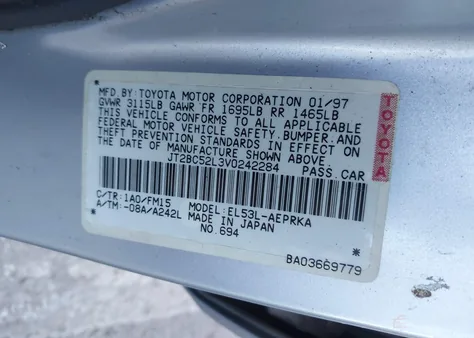 MFD. BY: TOYOTA MOTOR CORPORATION 01/97
GVWR 3115LB GAWR FR 1695LB RR 1465LB
THIS VEHICLE CONFORMS TO ALL APPLICABLE
FEDERAL MOTOR VEHICLE SAFETY, BUMPER, AND
THEFT PREVENTION STANDARDS IN EFFECT ON
THE DATE OF MANUFACTURE SHOWN ABOVE.
JT2BC52L3V0242284 PASS. CAR
C/TR: 1A0/FM15
A/TM: -08A/A242L MODEL: EL53L-AEPRKA
MADE IN JAPAN
NO. 694
BA03669779
TOYOTA